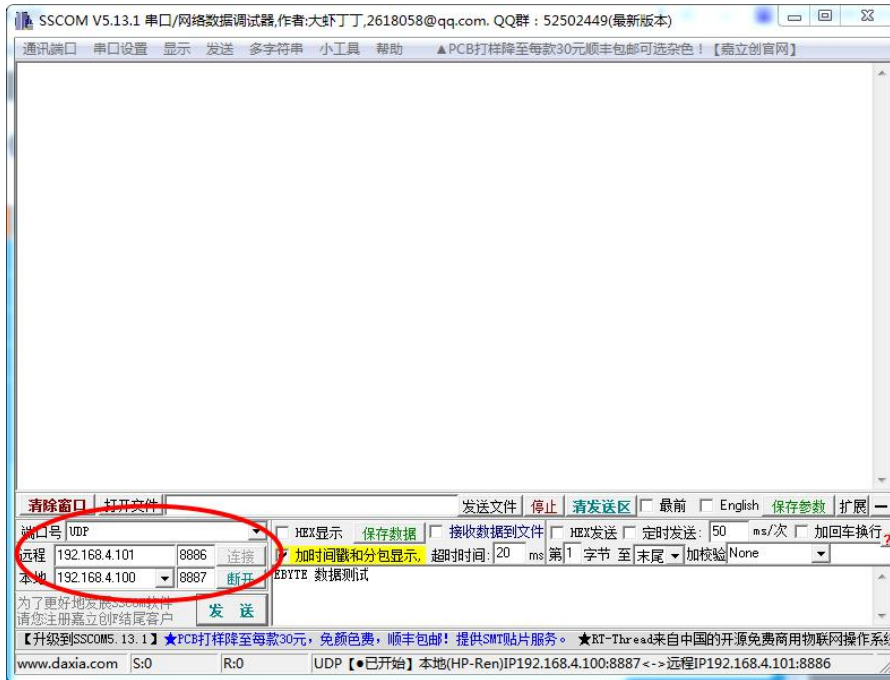 SSCOM V5.13.1 串口/网络数据调试器,作者:大虾丁丁,2618058@qq.com. QQ群：52502449(最新版本)
通讯端口 串口设置 显示 发送 多字符串 小工具 帮助 ▲PCB打样降至每款30元顺丰包邮可选杂色！【嘉立创官网】
清除窗口 打开文件 发送文件 停止 清发送区 最前 English 保存参数 扩展 —
端口号 UDP HEX显示 保存数据 接收数据到文件 HEX发送 定时发送: 50 ms/次 加回车换行
远程 192.168.4.101 8886 连接 加时间戳和分包显示, 超时时间: 20 ms 第1 字节 至 末尾 加校验 None ?
本地 192.168.4.100 8887 断开 EBYTE 数据测试
为了更好地发展SSCOM软件
请您注册嘉立创F结尾客户 发 送
【升级到SSCOM5.13.1】★PCB打样降至每款30元，免颜色费，顺丰包邮！提供SMT贴片服务。 ★RT-Thread来自中国的开源免费商用物联网操作系统
www.daxia.com S:0 R:0 UDP【●已开始】本地(HP-Ren)IP192.168.4.100:8887<->远程IP192.168.4.101:8886